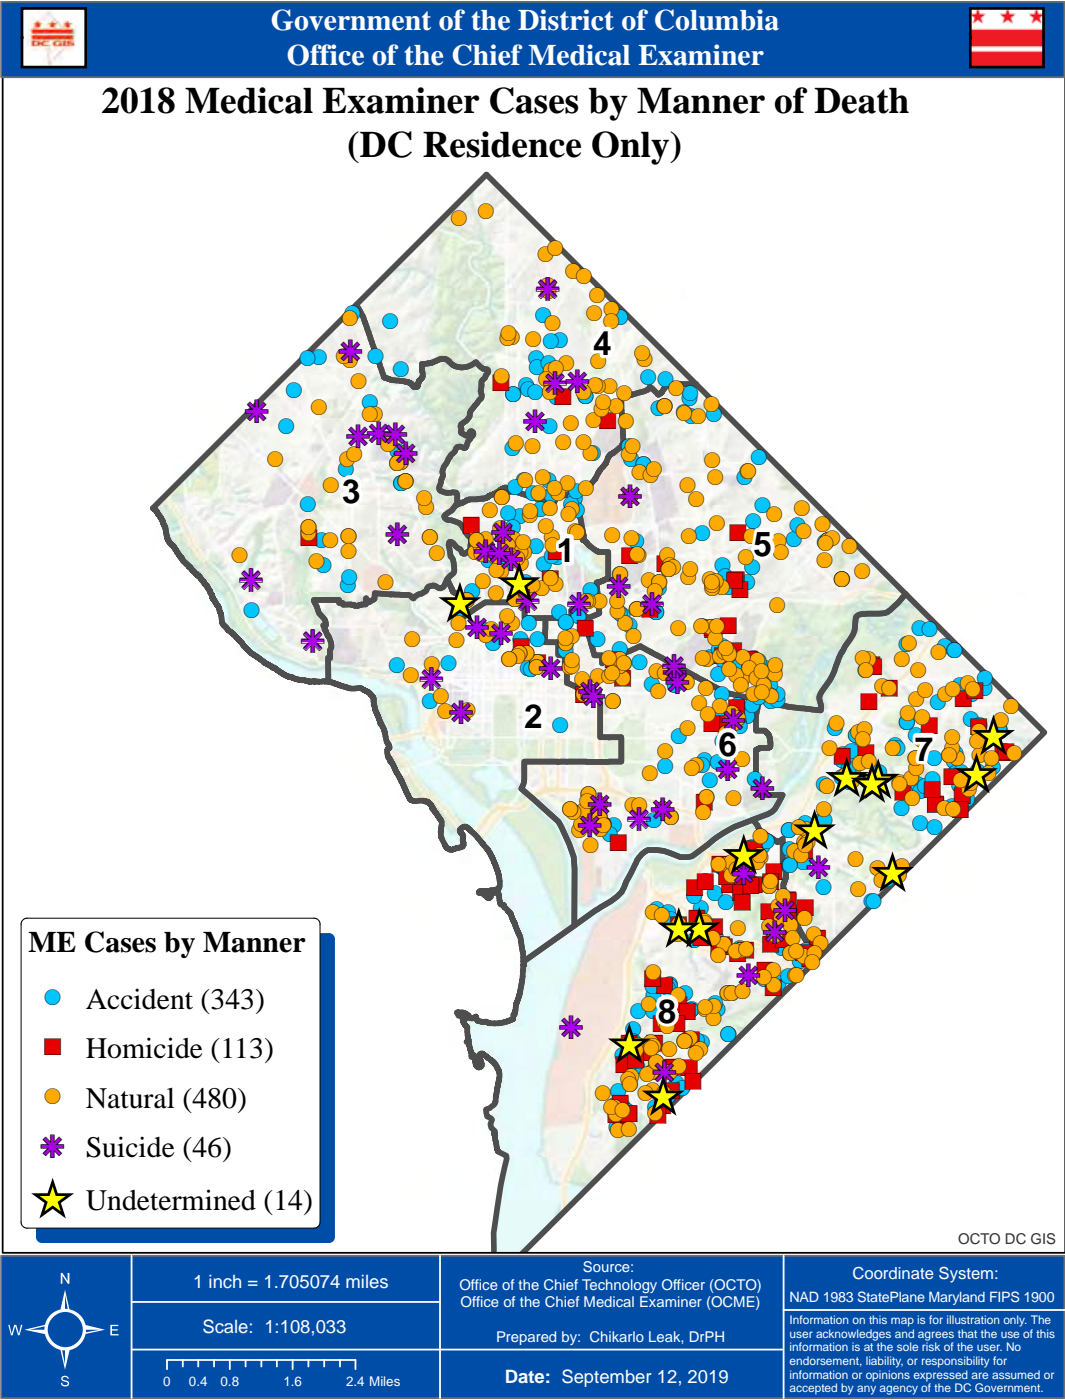 Government of the District of Columbia
Office of the Chief Medical Examiner
DC GIS
2018 Medical Examiner Cases by Manner of Death
(DC Residence Only)
4
3
1
5
2
6
7
8
ME Cases by Manner
Accident (343)
Homicide (113)
Natural (480)
Suicide (46)
Undetermined (14)
OCTO DC GIS
N
W E
S
1 inch = 1.705074 miles
Scale: 1:108,033
0 0.4 0.8 1.6 2.4 Miles
Source:
Office of the Chief Technology Officer (OCTO)
Office of the Chief Medical Examiner (OCME)
Prepared by: Chikarlo Leak, DrPH
Date: September 12, 2019
Coordinate System:
NAD 1983 StatePlane Maryland FIPS 1900
Information on this map is for illustration only. The
user acknowledges and agrees that the use of this
information is at the sole risk of the user. No
endorsement, liability, or responsibility for
information or opinions expressed are assumed or
accepted by any agency of the DC Government.